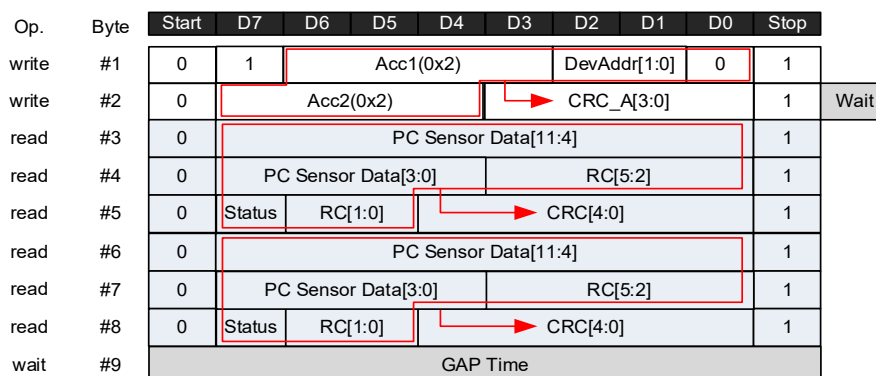 Op. Byte Start D7 D6 D5 D4 D3 D2 D1 D0 Stop
write #1 0 1 Acc1(0x2) DevAddr[1:0] 0 1
write #2 0 Acc2(0x2) CRC_A[3:0] 1 Wait
read #3 0 PC Sensor Data[11:4] 1
read #4 0 PC Sensor Data[3:0] RC[5:2] 1
read #5 0 Status RC[1:0] CRC[4:0] 1
read #6 0 PC Sensor Data[11:4] 1
read #7 0 PC Sensor Data[3:0] RC[5:2] 1
read #8 0 Status RC[1:0] CRC[4:0] 1
wait #9 GAP Time